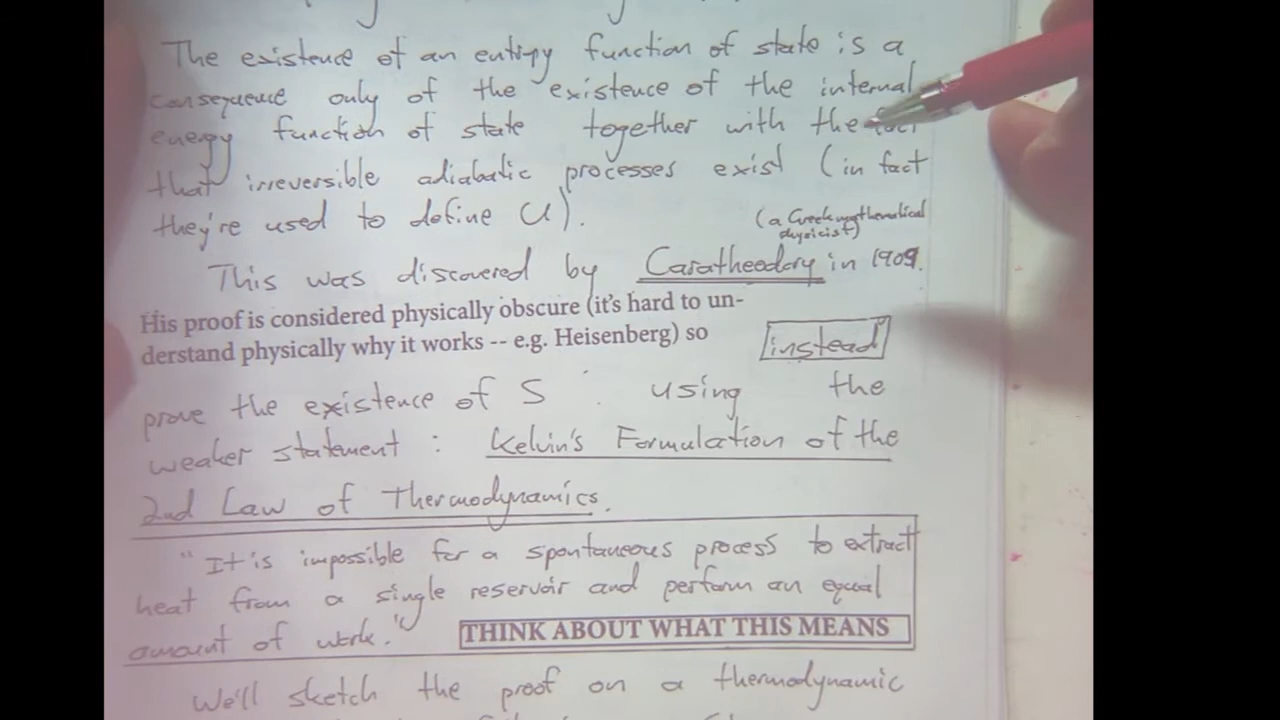 The existence of an entropy function of state is a
consequence only of the existence of the internal
energy function of state together with the fact
that irreversible adiabatic processes exist (in fact
they're used to define U).
(a Greek mathematical
physicist)
This was discovered by Caratheodory in 1909.
His proof is considered physically obscure (it's hard to un-
derstand physically why it works -- e.g. Heisenberg) so
instead
prove the existence of S : using the
weaker statement : Kelvin's Formulation of the
2nd Law of Thermodynamics.
"It is impossible for a spontaneous process to extract
heat from a single reservoir and perform an equal
amount of work."
THINK ABOUT WHAT THIS MEANS
We'll sketch the proof on a thermodynamic